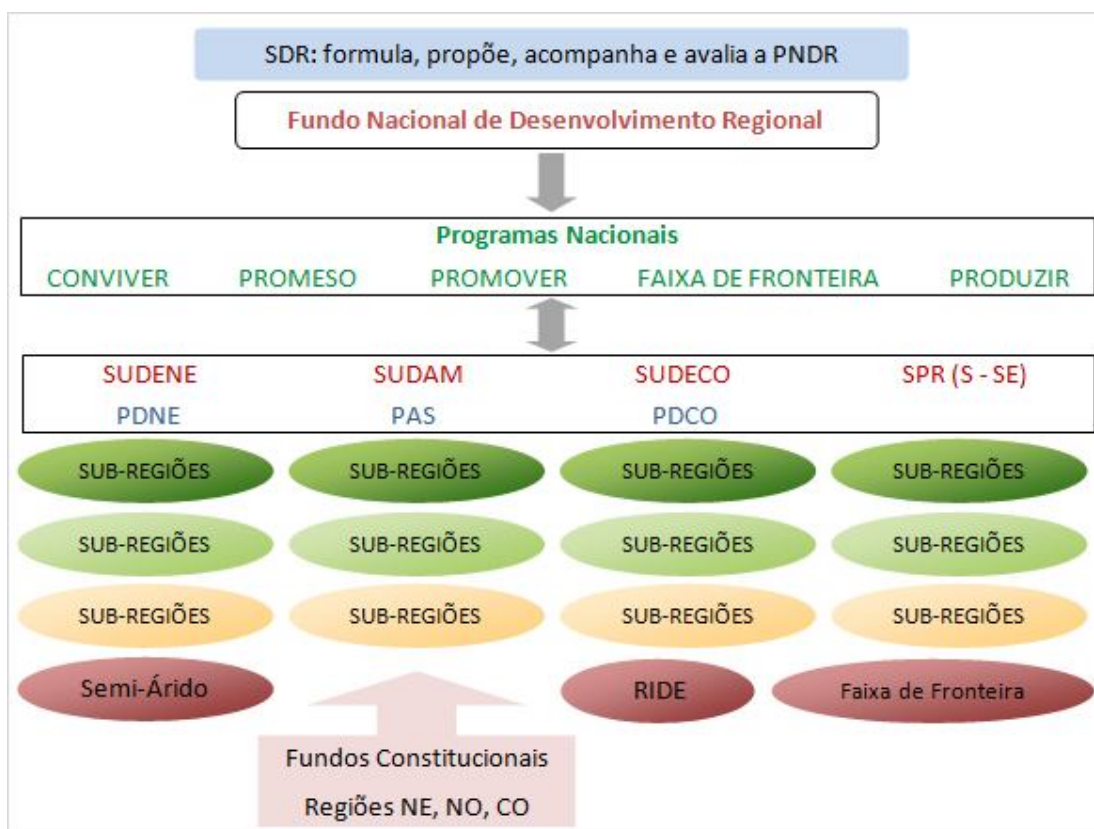 SDR: formula, propõe, acompanha e avalia a PNDR
Fundo Nacional de Desenvolvimento Regional
Programas Nacionais
CONVIVER PROMESO PROMOVER FAIXA DE FRONTEIRA PRODUZIR
SUDENE SUDAM SUDECO SPR (S - SE)
PDNE PAS PDCO
SUB-REGIÕES SUB-REGIÕES SUB-REGIÕES SUB-REGIÕES
SUB-REGIÕES SUB-REGIÕES SUB-REGIÕES SUB-REGIÕES
SUB-REGIÕES SUB-REGIÕES SUB-REGIÕES SUB-REGIÕES
Semi-Árido RIDE Faixa de Fronteira
Fundos Constitucionais
Regiões NE, NO, CO